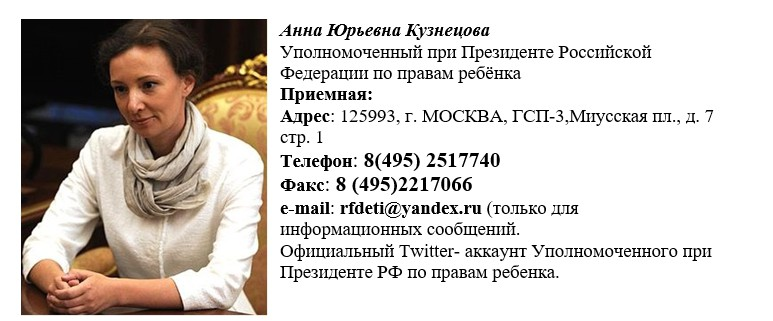 Анна Юрьевна Кузнецова
Уполномоченный при Президенте Российской
Федерации по правам ребёнка
Приемная:
Адрес: 125993, г. МОСКВА, ГСП-3,Миусская пл., д. 7
стр. 1
Телефон: 8(495) 2517740
Факс: 8 (495)2217066
e-mail: rfdeti@yandex.ru (только для
информационных сообщений.
Официальный Twitter- аккаунт Уполномоченного при
Президенте РФ по правам ребенка.